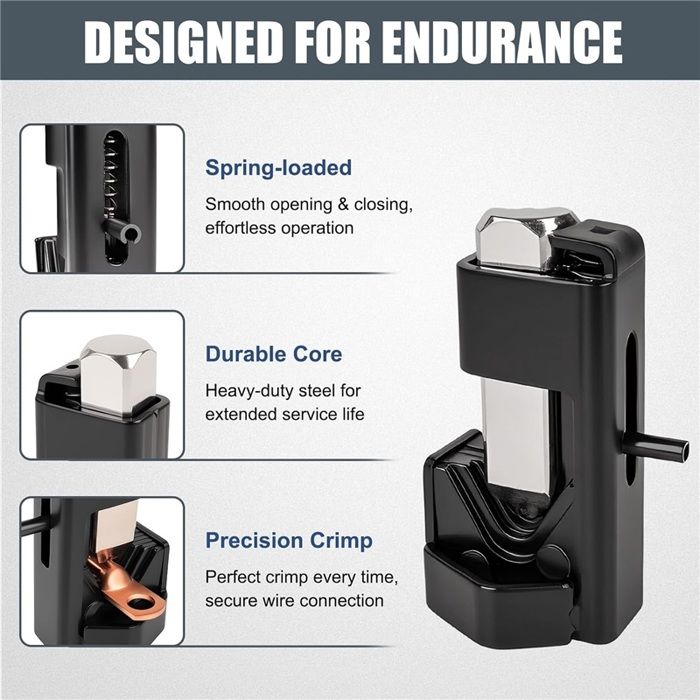 DESIGNED FOR ENDURANCE
Spring-loaded
Smooth opening & closing,
effortless operation
Durable Core
Heavy-duty steel for
extended service life
Precision Crimp
Perfect crimp every time,
secure wire connection